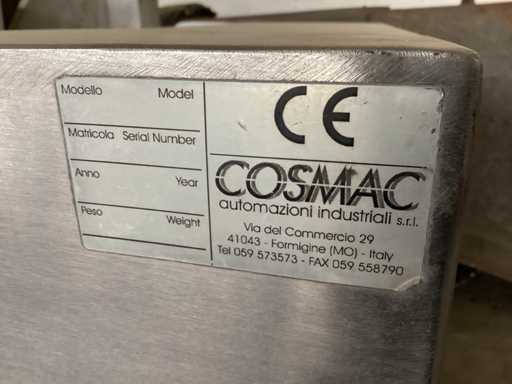 Modello Model
Matricola Serial Number
Anno
Year
Peso
Weight
CE
COSMAC
automazioni industriali s.r.l.
Via del Commercio 29
41043 - Formigine (MO) - Italy
Tel 059 573573 - FAX 059 558790